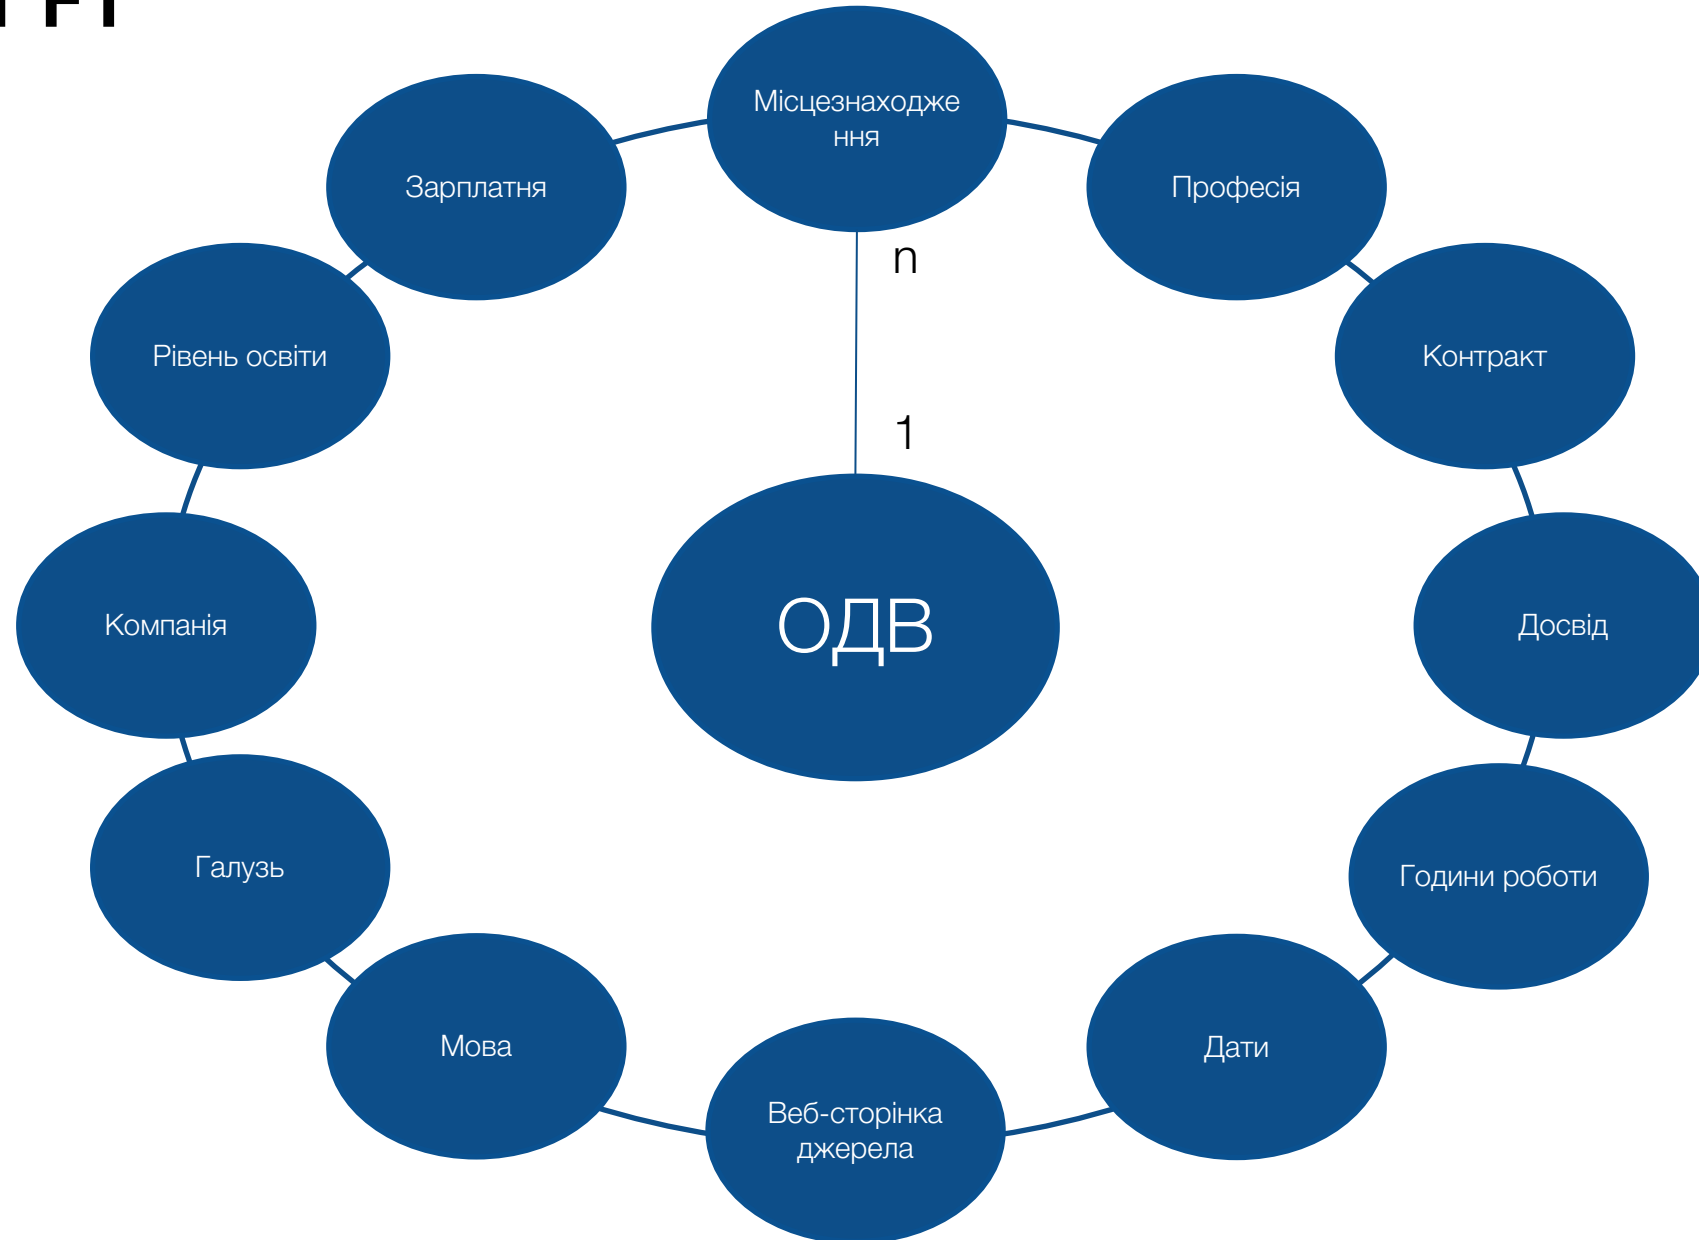 Місцезнаходже
ння
Зарплатня
Професія
n
Рівень освіти
Контракт
1
ОДВ
Компанія
Досвід
Галузь
Години роботи
Мова
Дати
Веб-сторінка
джерела